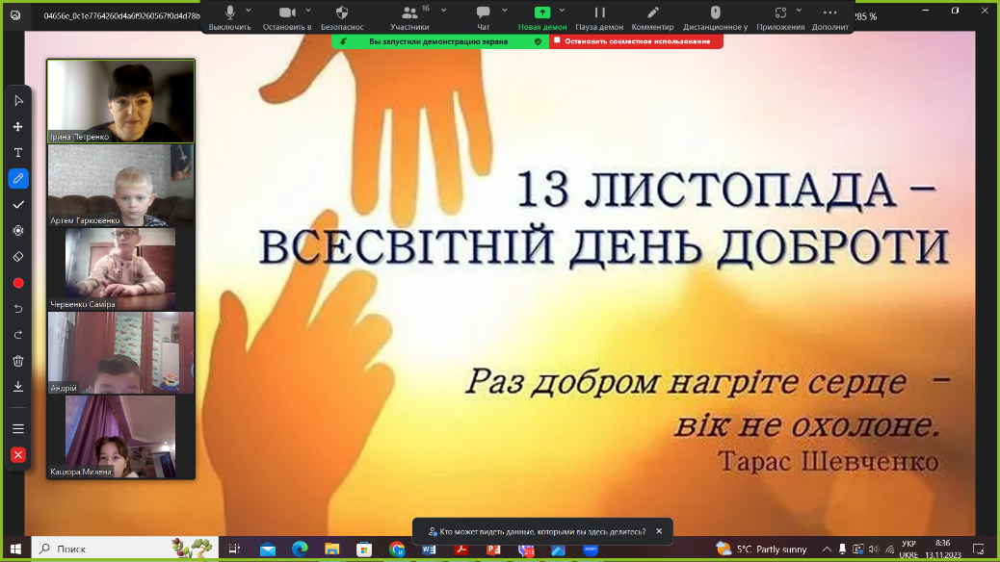 04656e_0c1e7764260d4a6f9260567f0d4d78b
285 %
16
Выключить
Остановить в
Безопаснос
Участники
Чат
Новая демон
Пауза демон
Комментир
Дистанционное у
Приложения
Дополнит
Вы запустили демонстрацию экрана
Остановить совместное использование
Ірина Петренко
Артем Гарковенко
Червенко Саміра
Андрій
Кацюра Милена
13 ЛИСТОПАДА –
ВСЕСВІТНІЙ ДЕНЬ ДОБРОТИ
Раз добром нагріте серце –
вік не охолоне.
Тарас Шевченко
Кто может видеть данные, которыми вы здесь делитесь?
Поиск
5°C Partly sunny
УКР
UKRE
8:36
13.11.2023